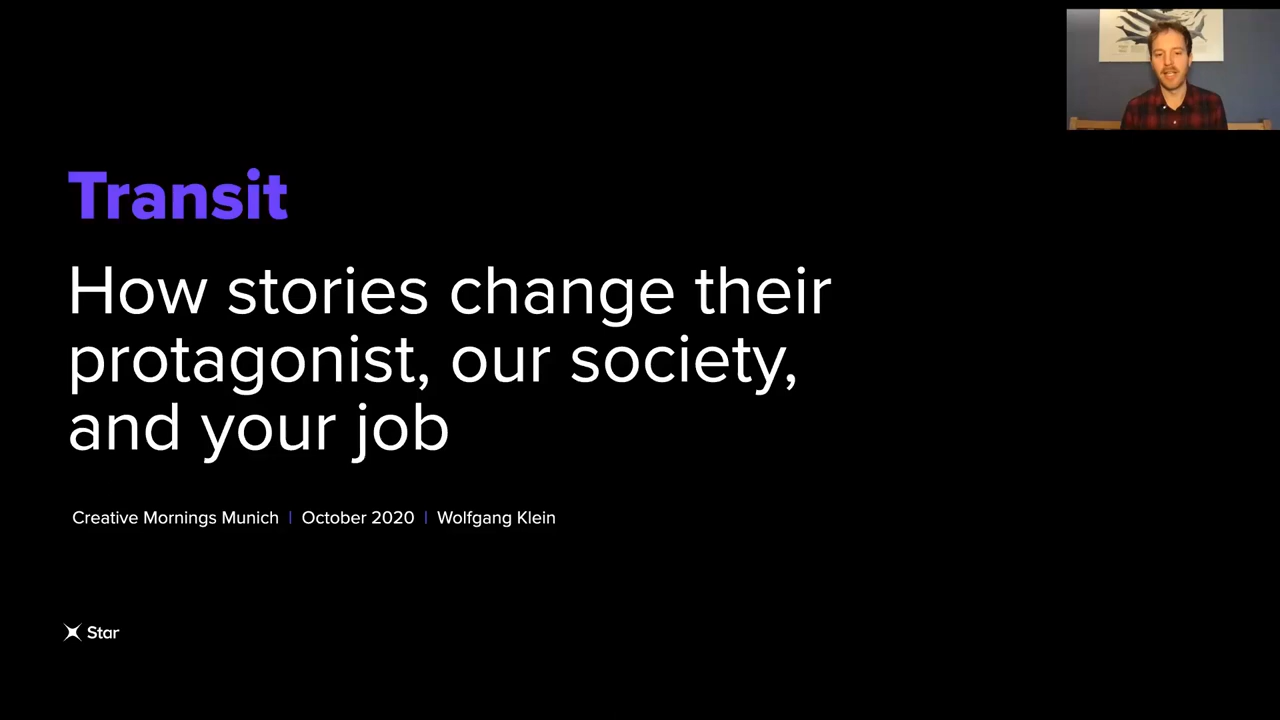 Transit
How stories change their
protagonist, our society,
and your job
Creative Mornings Munich | October 2020 | Wolfgang Klein
Star